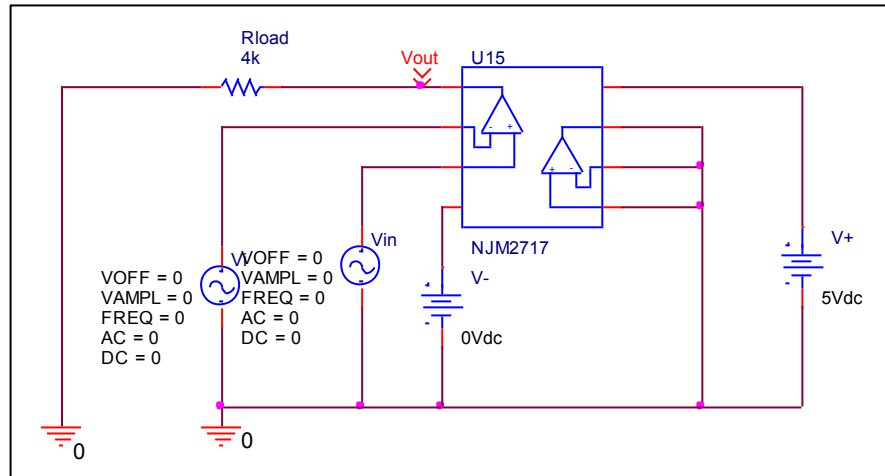 Rload
4k
Vout
U15
- +
+ -
NJM2717
Vin
VOFF = 0
VAMPL = 0
FREQ = 0
AC = 0
DC = 0
VOFF = 0
VAMPL = 0
FREQ = 0
AC = 0
DC = 0
V-
0Vdc
V+
5Vdc
0
0